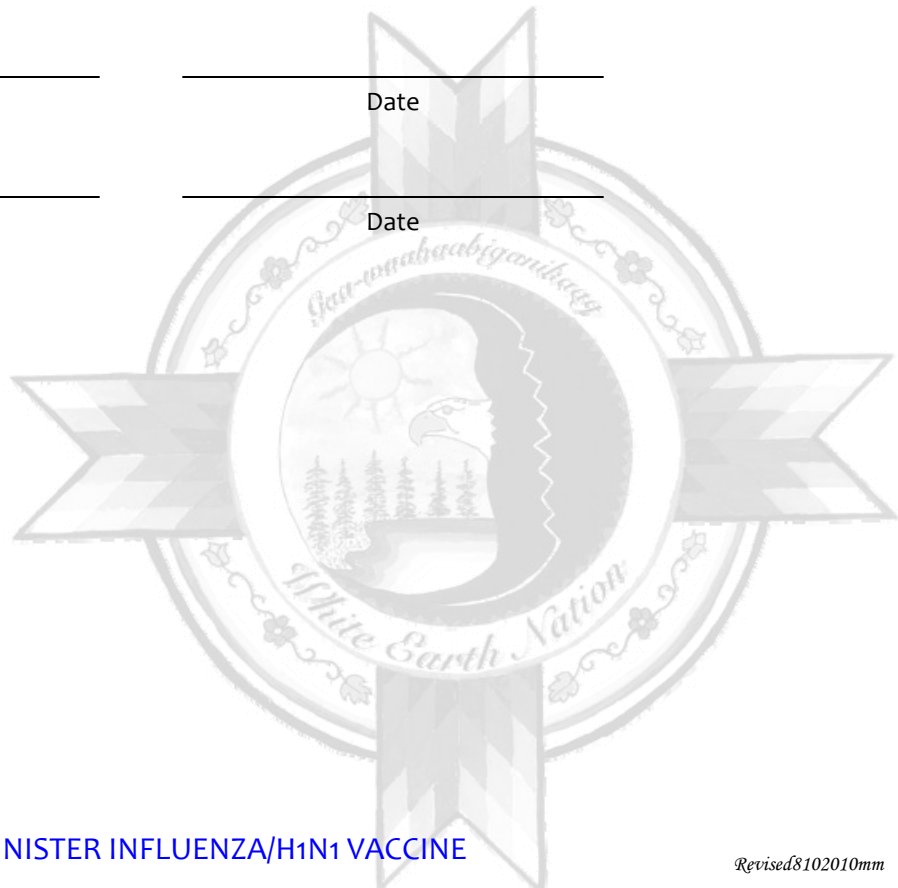 Date
Date
Gaa-waabaabiganikaag
White Earth Nation
NISTER INFLUENZA/H1N1 VACCINE
Revised8102010mm